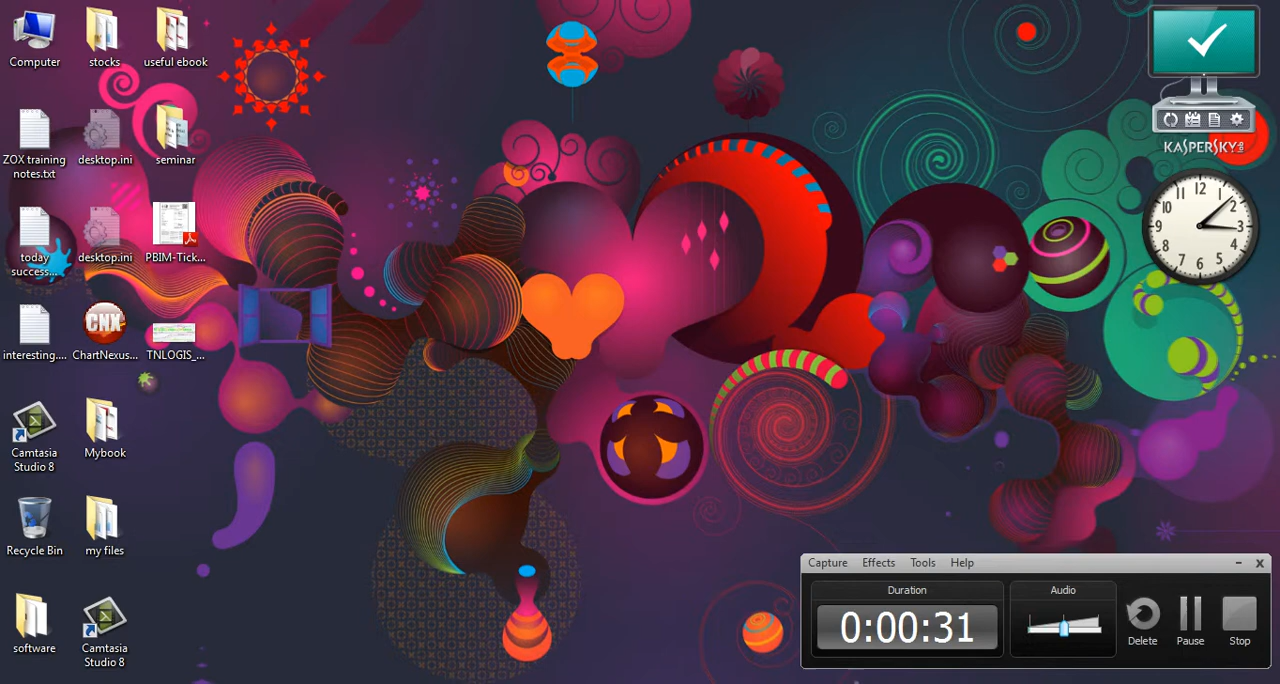 Computer
stocks
useful ebook
ZOX training
notes.txt
desktop.ini
seminar
today
success...
desktop.ini
PBIM-Tick...
interesting....
CNX
ChartNexus...
TNLOGIS_...
Camtasia
Studio 8
Mybook
Recycle Bin
my files
software
Camtasia
Studio 8
KASPERSKY
12
1
2
3
4
5
6
7
8
9
10
11
Capture Effects Tools Help
Duration
0:00:31
Audio
Delete
Pause
Stop